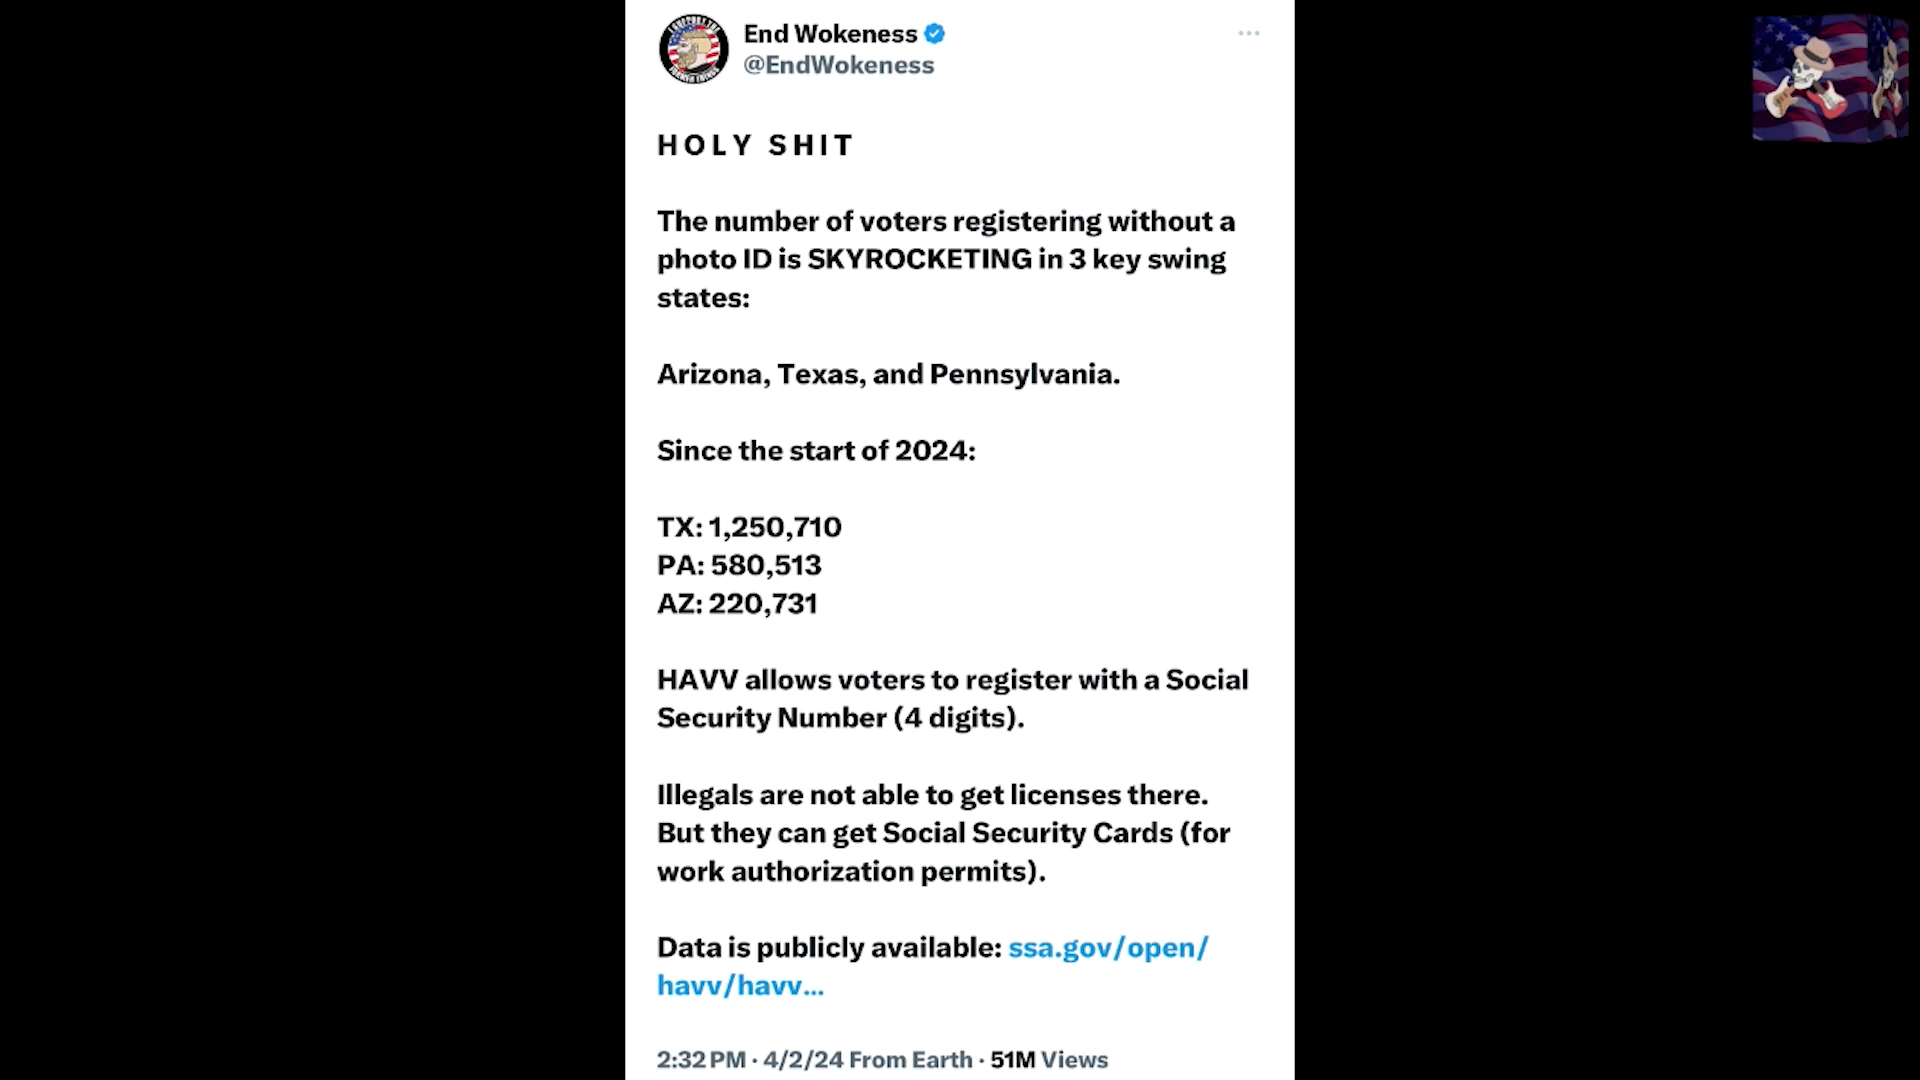 End Wokeness
@EndWokeness
HOLY SHIT
The number of voters registering without a
photo ID is SKYROCKETING in 3 key swing
states:
Arizona, Texas, and Pennsylvania.
Since the start of 2024:
TX: 1,250,710
PA: 580,513
AZ: 220,731
HAVV allows voters to register with a Social
Security Number (4 digits).
Illegals are not able to get licenses there.
But they can get Social Security Cards (for
work authorization permits).
Data is publicly available: ssa.gov/open/
havv/havv...
2:32 PM · 4/2/24 From Earth · 51M Views